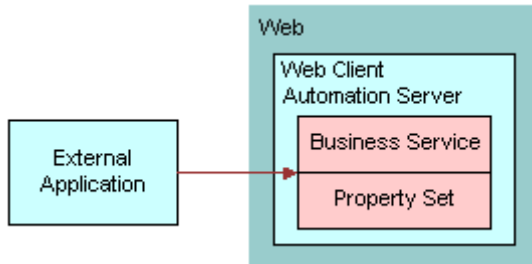 Web
Web Client
Automation Server
Business Service
Property Set
External
Application